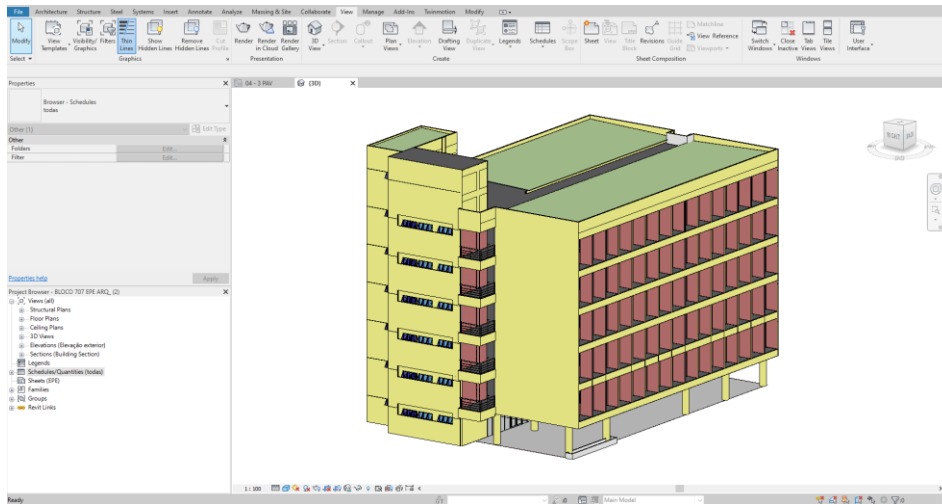 File Architecture Structure Steel Systems Insert Annotate Analyze Massing & Site Collaborate View Manage Add-Ins Twinmotion Modify
Modify View Templates Visibility/ Graphics Filters Thin Lines Show Hidden Lines Remove Hidden Lines Cut Profile Render Render in Cloud Render Gallery 3D View Section Callout Plan Views Elevation Drafting View Duplicate View Legends Schedules Scope Box Sheet View Title Block Revisions Guide Grid Matchline View Reference Viewports Switch Windows Close Inactive Tab Views Tile Views User Interface
Select Graphics Presentation Create Sheet Composition Windows
Properties X
04 - 3 PAV
{3D} X
Browser - Schedules
todas
Other (1) Edit Type
Other
Folders Edit...
Filter Edit...
Properties help Apply
Project Browser - BLOCO 707 EPE ARQ_ (2) X
Views (all)
Structural Plans
Floor Plans
Ceiling Plans
3D Views
Elevations (Elevação exterior)
Sections (Building Section)
Legends
Schedules/Quantities (todas)
Sheets (EPE)
Families
Groups
Revit Links
1 : 100
Ready
Main Model